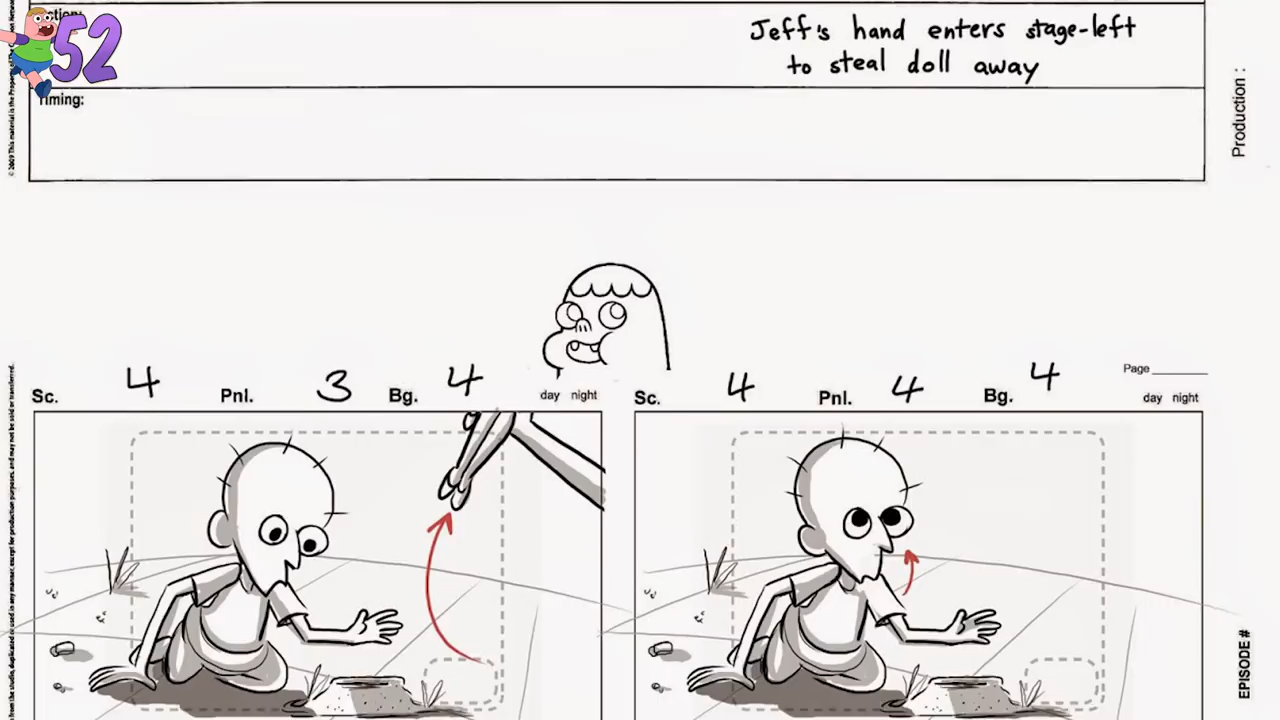 52
ction:
Jeff's hand enters stage-left
to steal doll away
Timing:
Production :
Page
Sc. 4 Pnl. 3 Bg. 4 day night
Sc. 4 Pnl. 4 Bg. 4 day night
EPISODE #